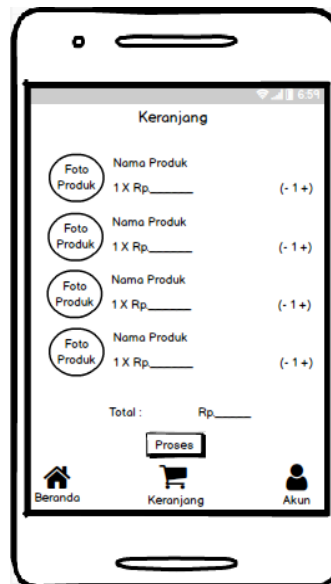 6:59
Keranjang
Foto
Produk
Nama Produk
1 X Rp.______
(- 1 +)
Foto
Produk
Nama Produk
1 X Rp.______
(- 1 +)
Foto
Produk
Nama Produk
1 X Rp.______
(- 1 +)
Foto
Produk
Nama Produk
1 X Rp.______
(- 1 +)
Total : Rp._____
Proses
Beranda
Keranjang
Akun